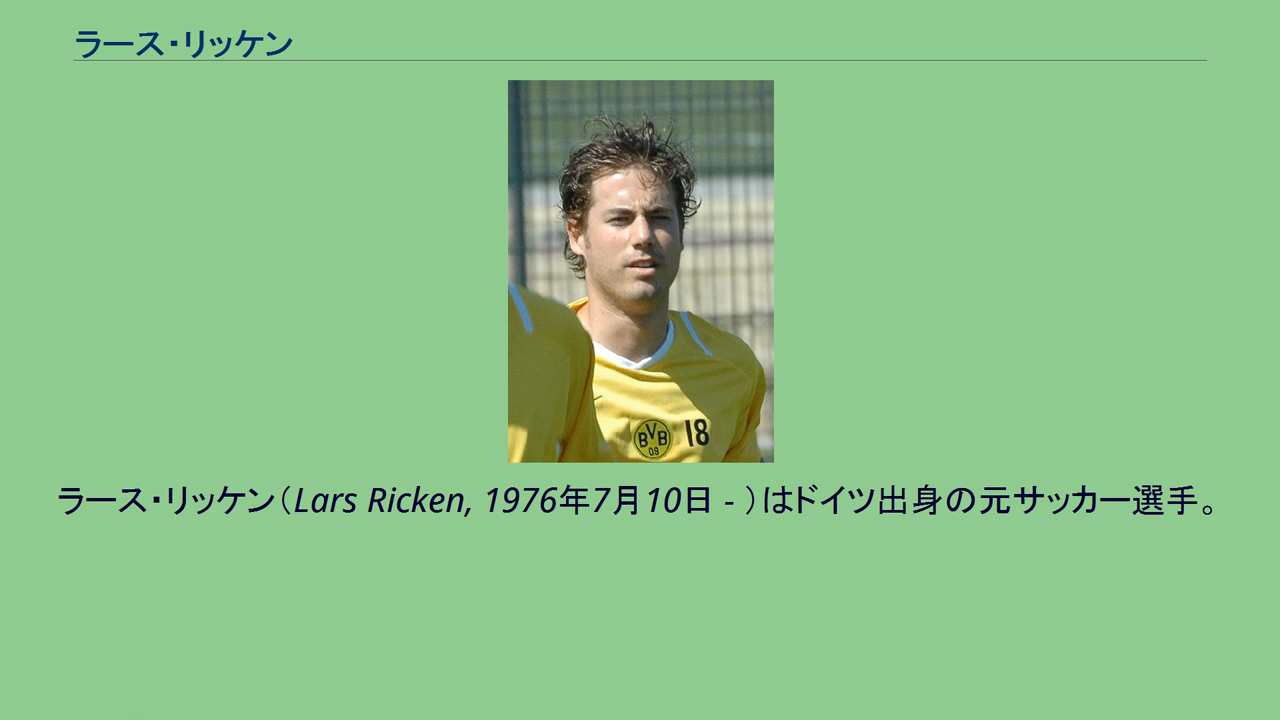 ラース・リッケン
BVB
09
18
ラース・リッケン（Lars Ricken, 1976年7月10日 - ）はドイツ出身の元サッカー選手。